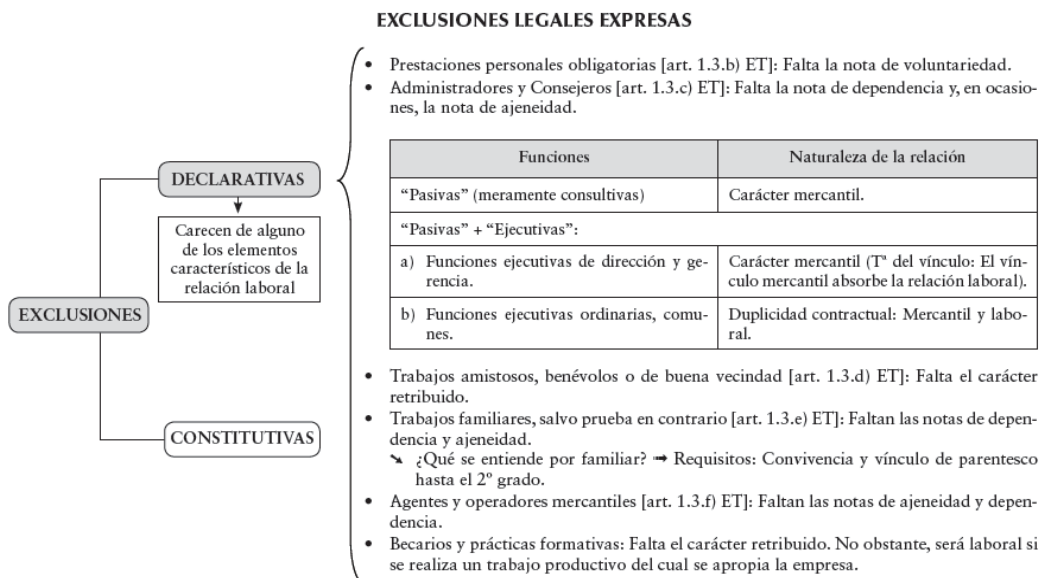 EXCLUSIONES LEGALES EXPRESAS
EXCLUSIONES
DECLARATIVAS
Carecen de alguno
de los elementos
característicos de la
relación laboral
CONSTITUTIVAS
• Prestaciones personales obligatorias [art. 1.3.b) ET]: Falta la nota de voluntariedad.
• Administradores y Consejeros [art. 1.3.c) ET]: Falta la nota de dependencia y, en ocasio-
nes, la nota de ajeneidad.
Funciones
Naturaleza de la relación
“Pasivas” (meramente consultivas)
Carácter mercantil.
“Pasivas” + “Ejecutivas”:
a) Funciones ejecutivas de dirección y ge-
rencia.
Carácter mercantil (Tª del vínculo: El vín-
culo mercantil absorbe la relación laboral).
b) Funciones ejecutivas ordinarias, comu-
nes.
Duplicidad contractual: Mercantil y labo-
ral.
• Trabajos amistosos, benévolos o de buena vecindad [art. 1.3.d) ET]: Falta el carácter
retribuido.
• Trabajos familiares, salvo prueba en contrario [art. 1.3.e) ET]: Faltan las notas de depen-
dencia y ajeneidad.
➘ ¿Qué se entiende por familiar? ➟ Requisitos: Convivencia y vínculo de parentesco
hasta el 2º grado.
• Agentes y operadores mercantiles [art. 1.3.f) ET]: Faltan las notas de ajeneidad y depen-
dencia.
• Becarios y prácticas formativas: Falta el carácter retribuido. No obstante, será laboral si
se realiza un trabajo productivo del cual se apropia la empresa.